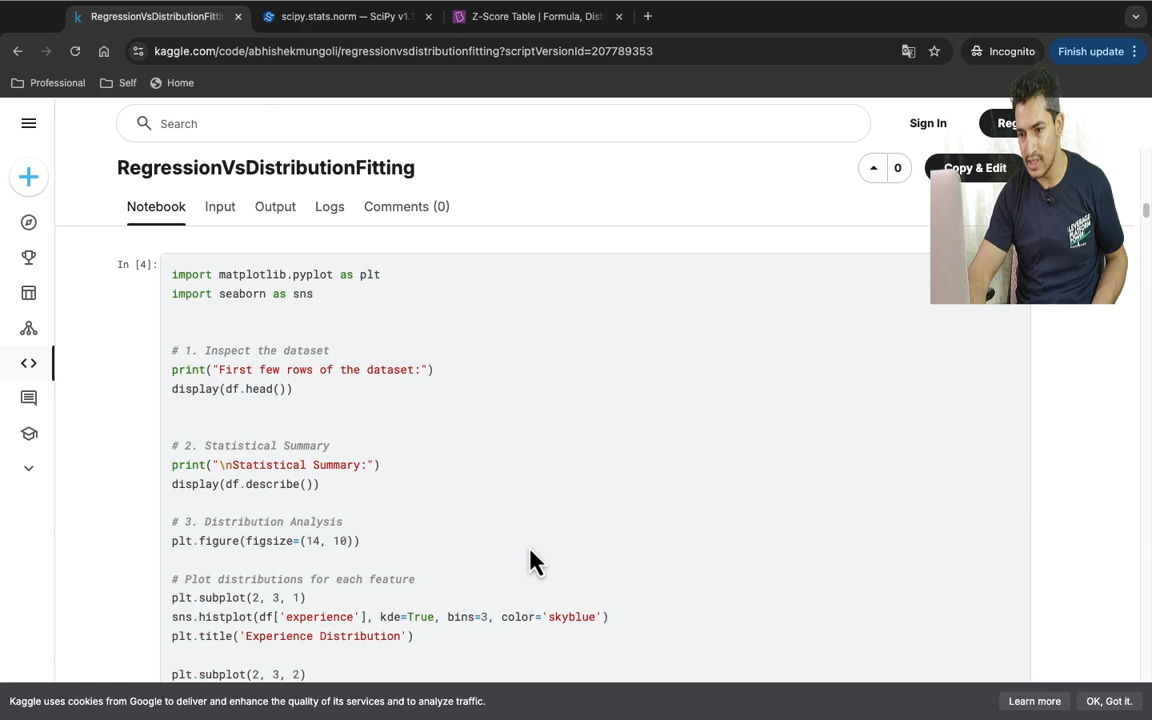 RegressionVsDistributionFittin
scipy.stats.norm — SciPy v1.1
Z-Score Table | Formula, Dist
kaggle.com/code/abhishekmungoli/regressionvsdistributionfitting?scriptVersionId=207789353
Incognito
Finish update
Professional
Self
Home
Search
Sign In
Reg
RegressionVsDistributionFitting
0
Copy & Edit
Notebook
Input
Output
Logs
Comments (0)
In [4]:
import matplotlib.pyplot as plt
import seaborn as sns
# 1. Inspect the dataset
print("First few rows of the dataset:")
display(df.head())
# 2. Statistical Summary
print("\nStatistical Summary:")
display(df.describe())
# 3. Distribution Analysis
plt.figure(figsize=(14, 10))
# Plot distributions for each feature
plt.subplot(2, 3, 1)
sns.histplot(df['experience'], kde=True, bins=3, color='skyblue')
plt.title('Experience Distribution')
plt.subplot(2, 3, 2)
LEVERAGE
PLATFORM
POWER
Kaggle uses cookies from Google to deliver and enhance the quality of its services and to analyze traffic.
Learn more
OK, Got it.